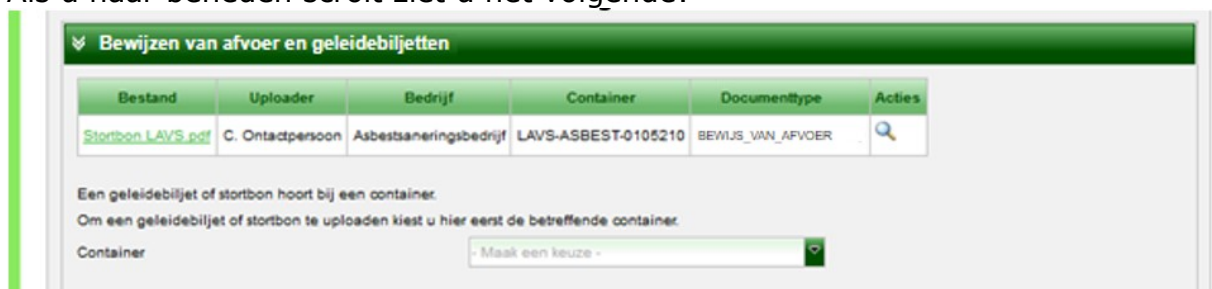 Als u naar beneden scrolt ziet u het volgende:
Bewijzen van afvoer en geleidebiljetten
Bestand Uploader Bedrijf Container Documenttype Acties
Stortbon LAVS.pdf C. Ontactpersoon Asbestsaneringsbedrijf LAVS-ASBEST-0105210 BEWIJS_VAN_AFVOER
Een geleidebiljet of stortbon hoort bij een container.
Om een geleidebiljet of stortbon te uploaden kiest u hier eerst de betreffende container.
Container - Maak een keuze -